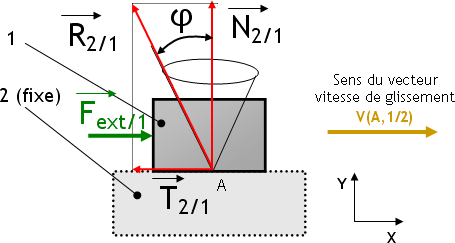 1
R2/1
φ
N2/1
2 (fixe)
Fext/1
Sens du vecteur
vitesse de glissement
V(A, 1/2)
A
T2/1
Y
X